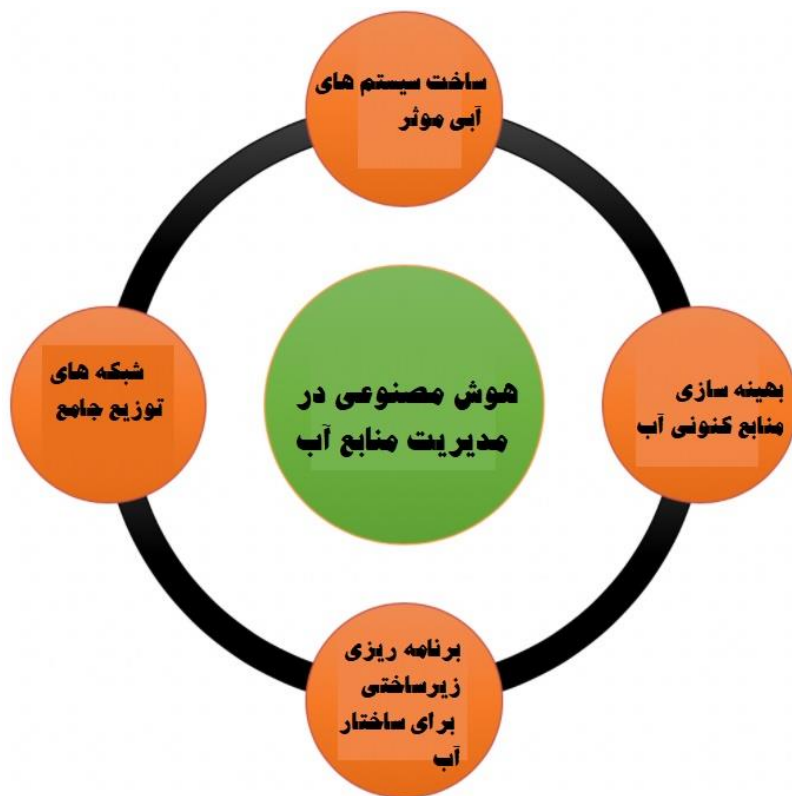 ساخت سیستم های
آبی موثر
بهینه سازی
منابع کنونی آب
هوش مصنوعی در
مدیریت منابع آب
شبکه های
توزیع جامع
برنامه ریزی
زیرساختی
برای ساختار
آب